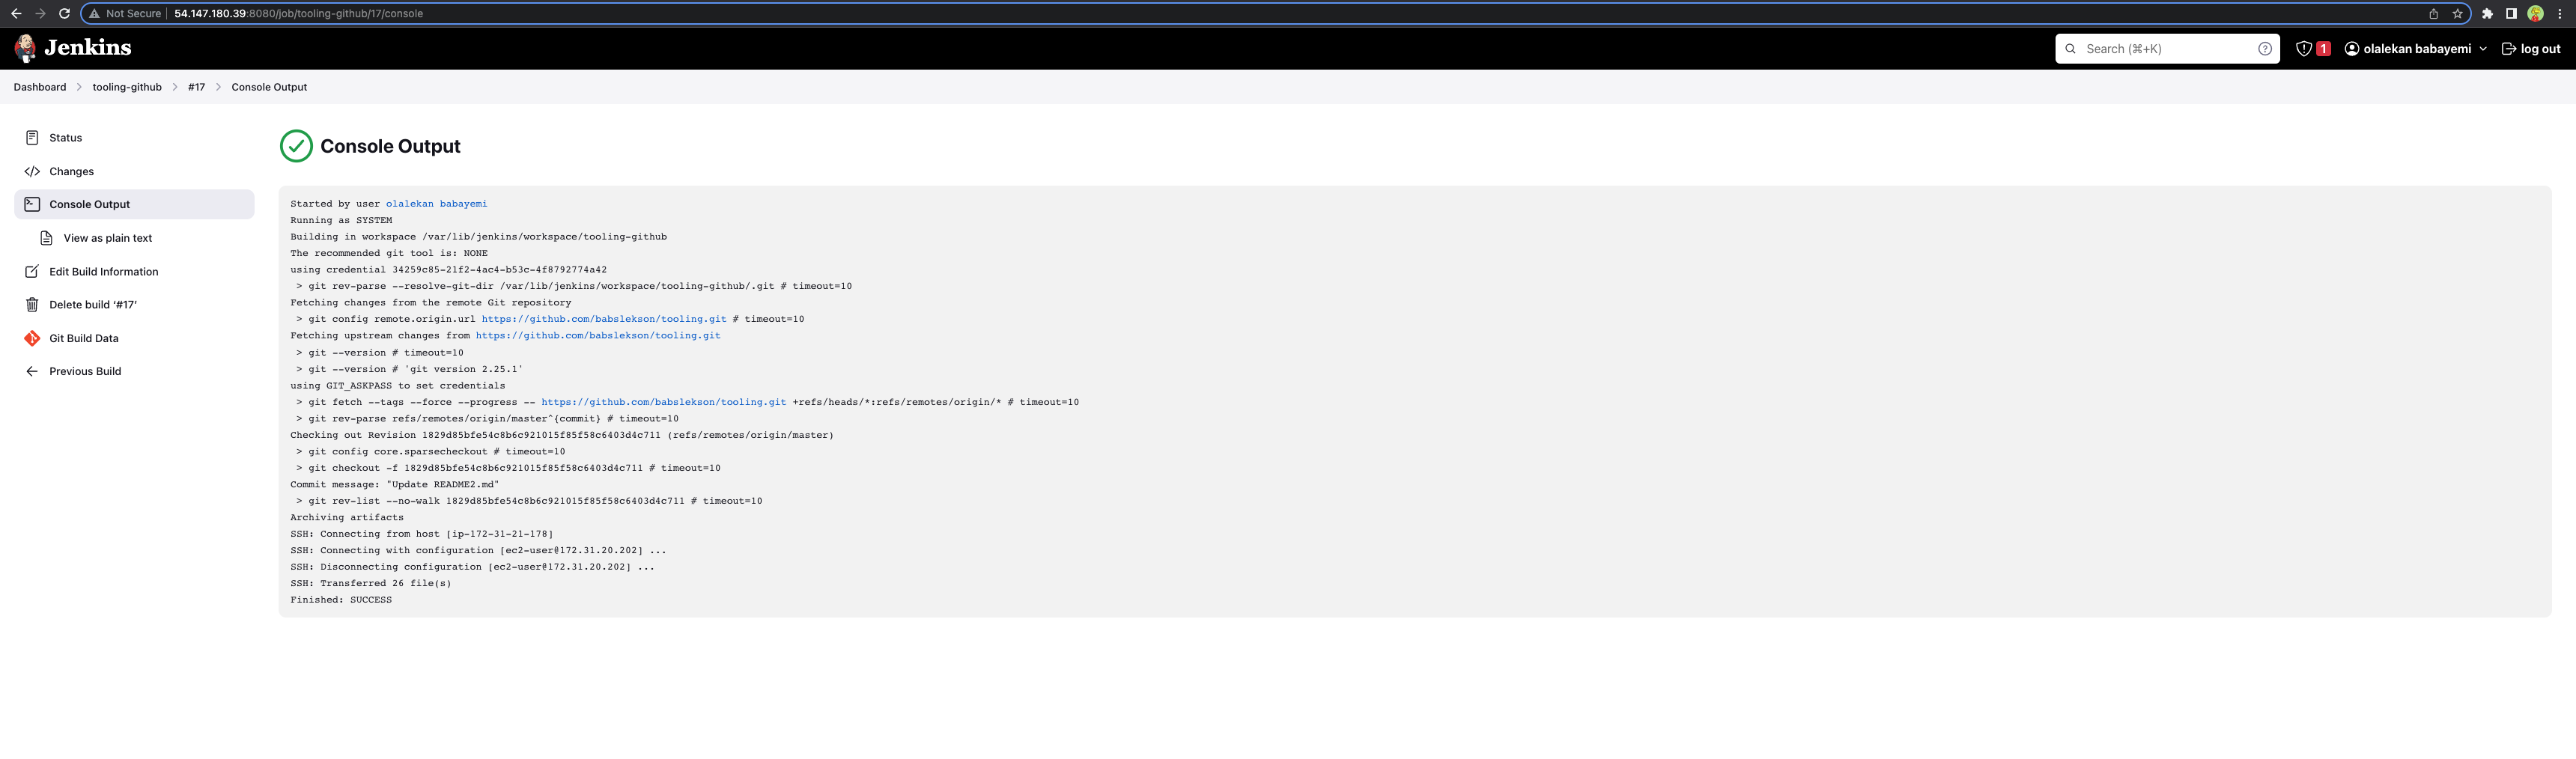 Not Secure | 54.147.180.39:8080/job/tooling-github/17/console
Jenkins
Search (⌘+K)
1
olalekan babayemi
log out
Dashboard > tooling-github > #17 > Console Output
Status
Changes
Console Output
View as plain text
Edit Build Information
Delete build ‘#17’
Git Build Data
Previous Build
Console Output
Started by user olalekan babayemi
Running as SYSTEM
Building in workspace /var/lib/jenkins/workspace/tooling-github
The recommended git tool is: NONE
using credential 34259c85-21f2-4ac4-b53c-4f8792774a42
 > git rev-parse --resolve-git-dir /var/lib/jenkins/workspace/tooling-github/.git # timeout=10
Fetching changes from the remote Git repository
 > git config remote.origin.url https://github.com/babslekson/tooling.git # timeout=10
Fetching upstream changes from https://github.com/babslekson/tooling.git
 > git --version # timeout=10
 > git --version # 'git version 2.25.1'
using GIT_ASKPASS to set credentials
 > git fetch --tags --force --progress -- https://github.com/babslekson/tooling.git +refs/heads/*:refs/remotes/origin/* # timeout=10
 > git rev-parse refs/remotes/origin/master^{commit} # timeout=10
Checking out Revision 1829d85bfe54c8b6c921015f85f58c6403d4c711 (refs/remotes/origin/master)
 > git config core.sparsecheckout # timeout=10
 > git checkout -f 1829d85bfe54c8b6c921015f85f58c6403d4c711 # timeout=10
Commit message: "Update README2.md"
 > git rev-list --no-walk 1829d85bfe54c8b6c921015f85f58c6403d4c711 # timeout=10
Archiving artifacts
SSH: Connecting from host [ip-172-31-21-178]
SSH: Connecting with configuration [ec2-user@172.31.20.202] ...
SSH: Disconnecting configuration [ec2-user@172.31.20.202] ...
SSH: Transferred 26 file(s)
Finished: SUCCESS